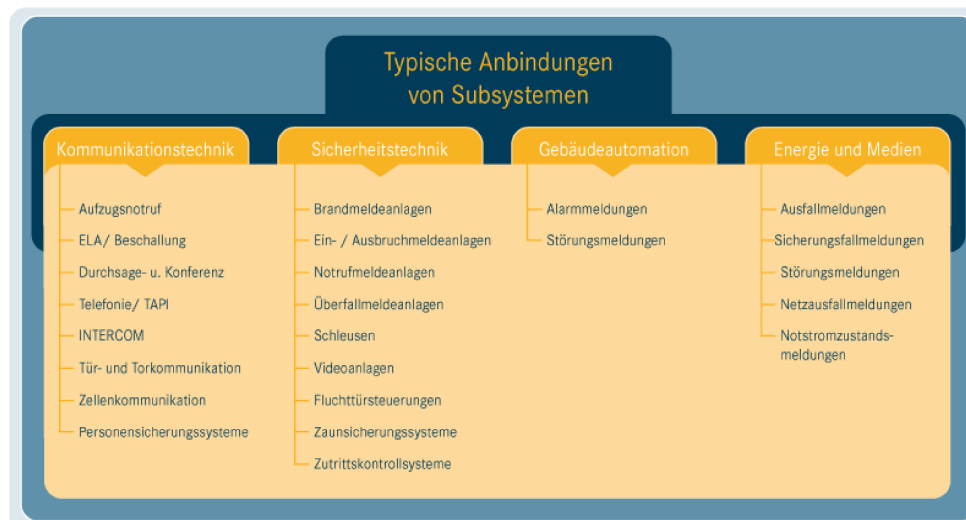 Typische Anbindungen
von Subsystemen
Kommunikationstechnik
Aufzugsnotruf
ELA/ Beschallung
Durchsage- u. Konferenz
Telefonie/ TAPI
INTERCOM
Tür- und Torkommunikation
Zellenkommunikation
Personensicherungssysteme
Sicherheitstechnik
Brandmeldeanlagen
Ein- / Ausbruchmeldeanlagen
Notrufmeldeanlagen
Überfallmeldeanlagen
Schleusen
Videoanlagen
Fluchttürsteuerungen
Zaunsicherungssysteme
Zutrittskontrollsysteme
Gebäudeautomation
Alarmmeldungen
Störungsmeldungen
Energie und Medien
Ausfallmeldungen
Sicherungsfallmeldungen
Störungsmeldungen
Netzausfallmeldungen
Notstromzustands-
meldungen